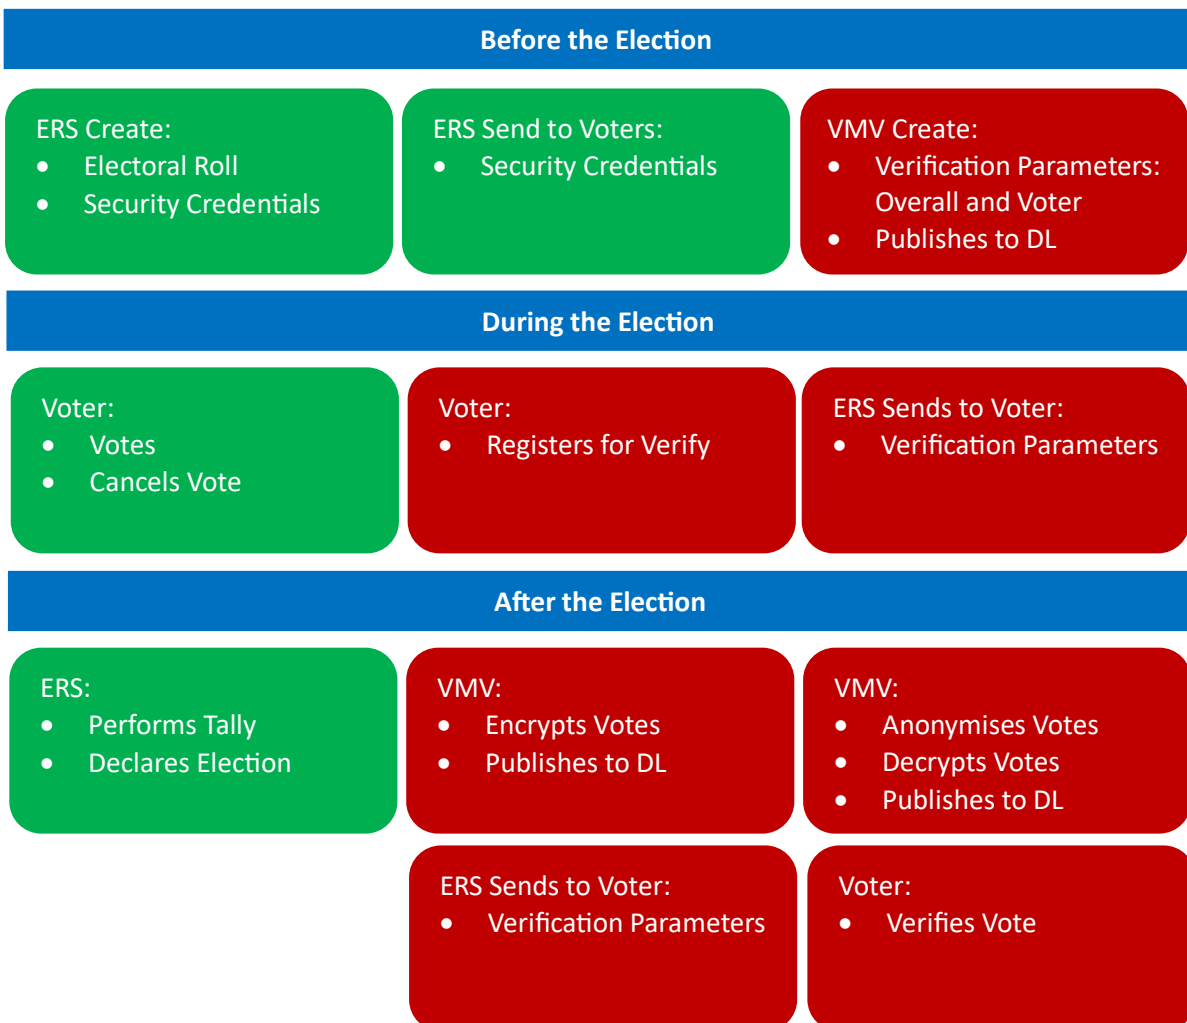 Before the Election
ERS Create:
• Electoral Roll
• Security Credentials
ERS Send to Voters:
• Security Credentials
VMV Create:
• Verification Parameters:
Overall and Voter
• Publishes to DL
During the Election
Voter:
• Votes
• Cancels Vote
Voter:
• Registers for Verify
ERS Sends to Voter:
• Verification Parameters
After the Election
ERS:
• Performs Tally
• Declares Election
VMV:
• Encrypts Votes
• Publishes to DL
VMV:
• Anonymises Votes
• Decrypts Votes
• Publishes to DL
ERS Sends to Voter:
• Verification Parameters
Voter:
• Verifies Vote